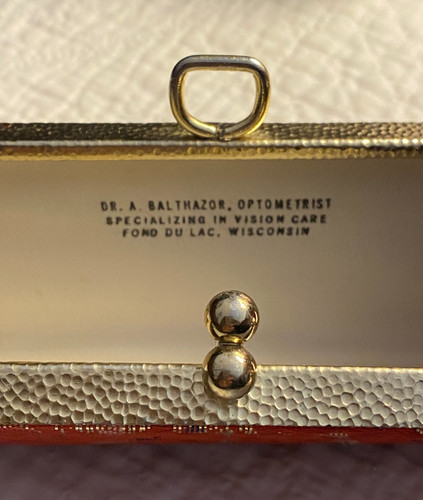 DR. A. BALTHAZOR, OPTOMETRIST
SPECIALIZING IN VISION CARE
FOND DU LAC, WISCONSIN